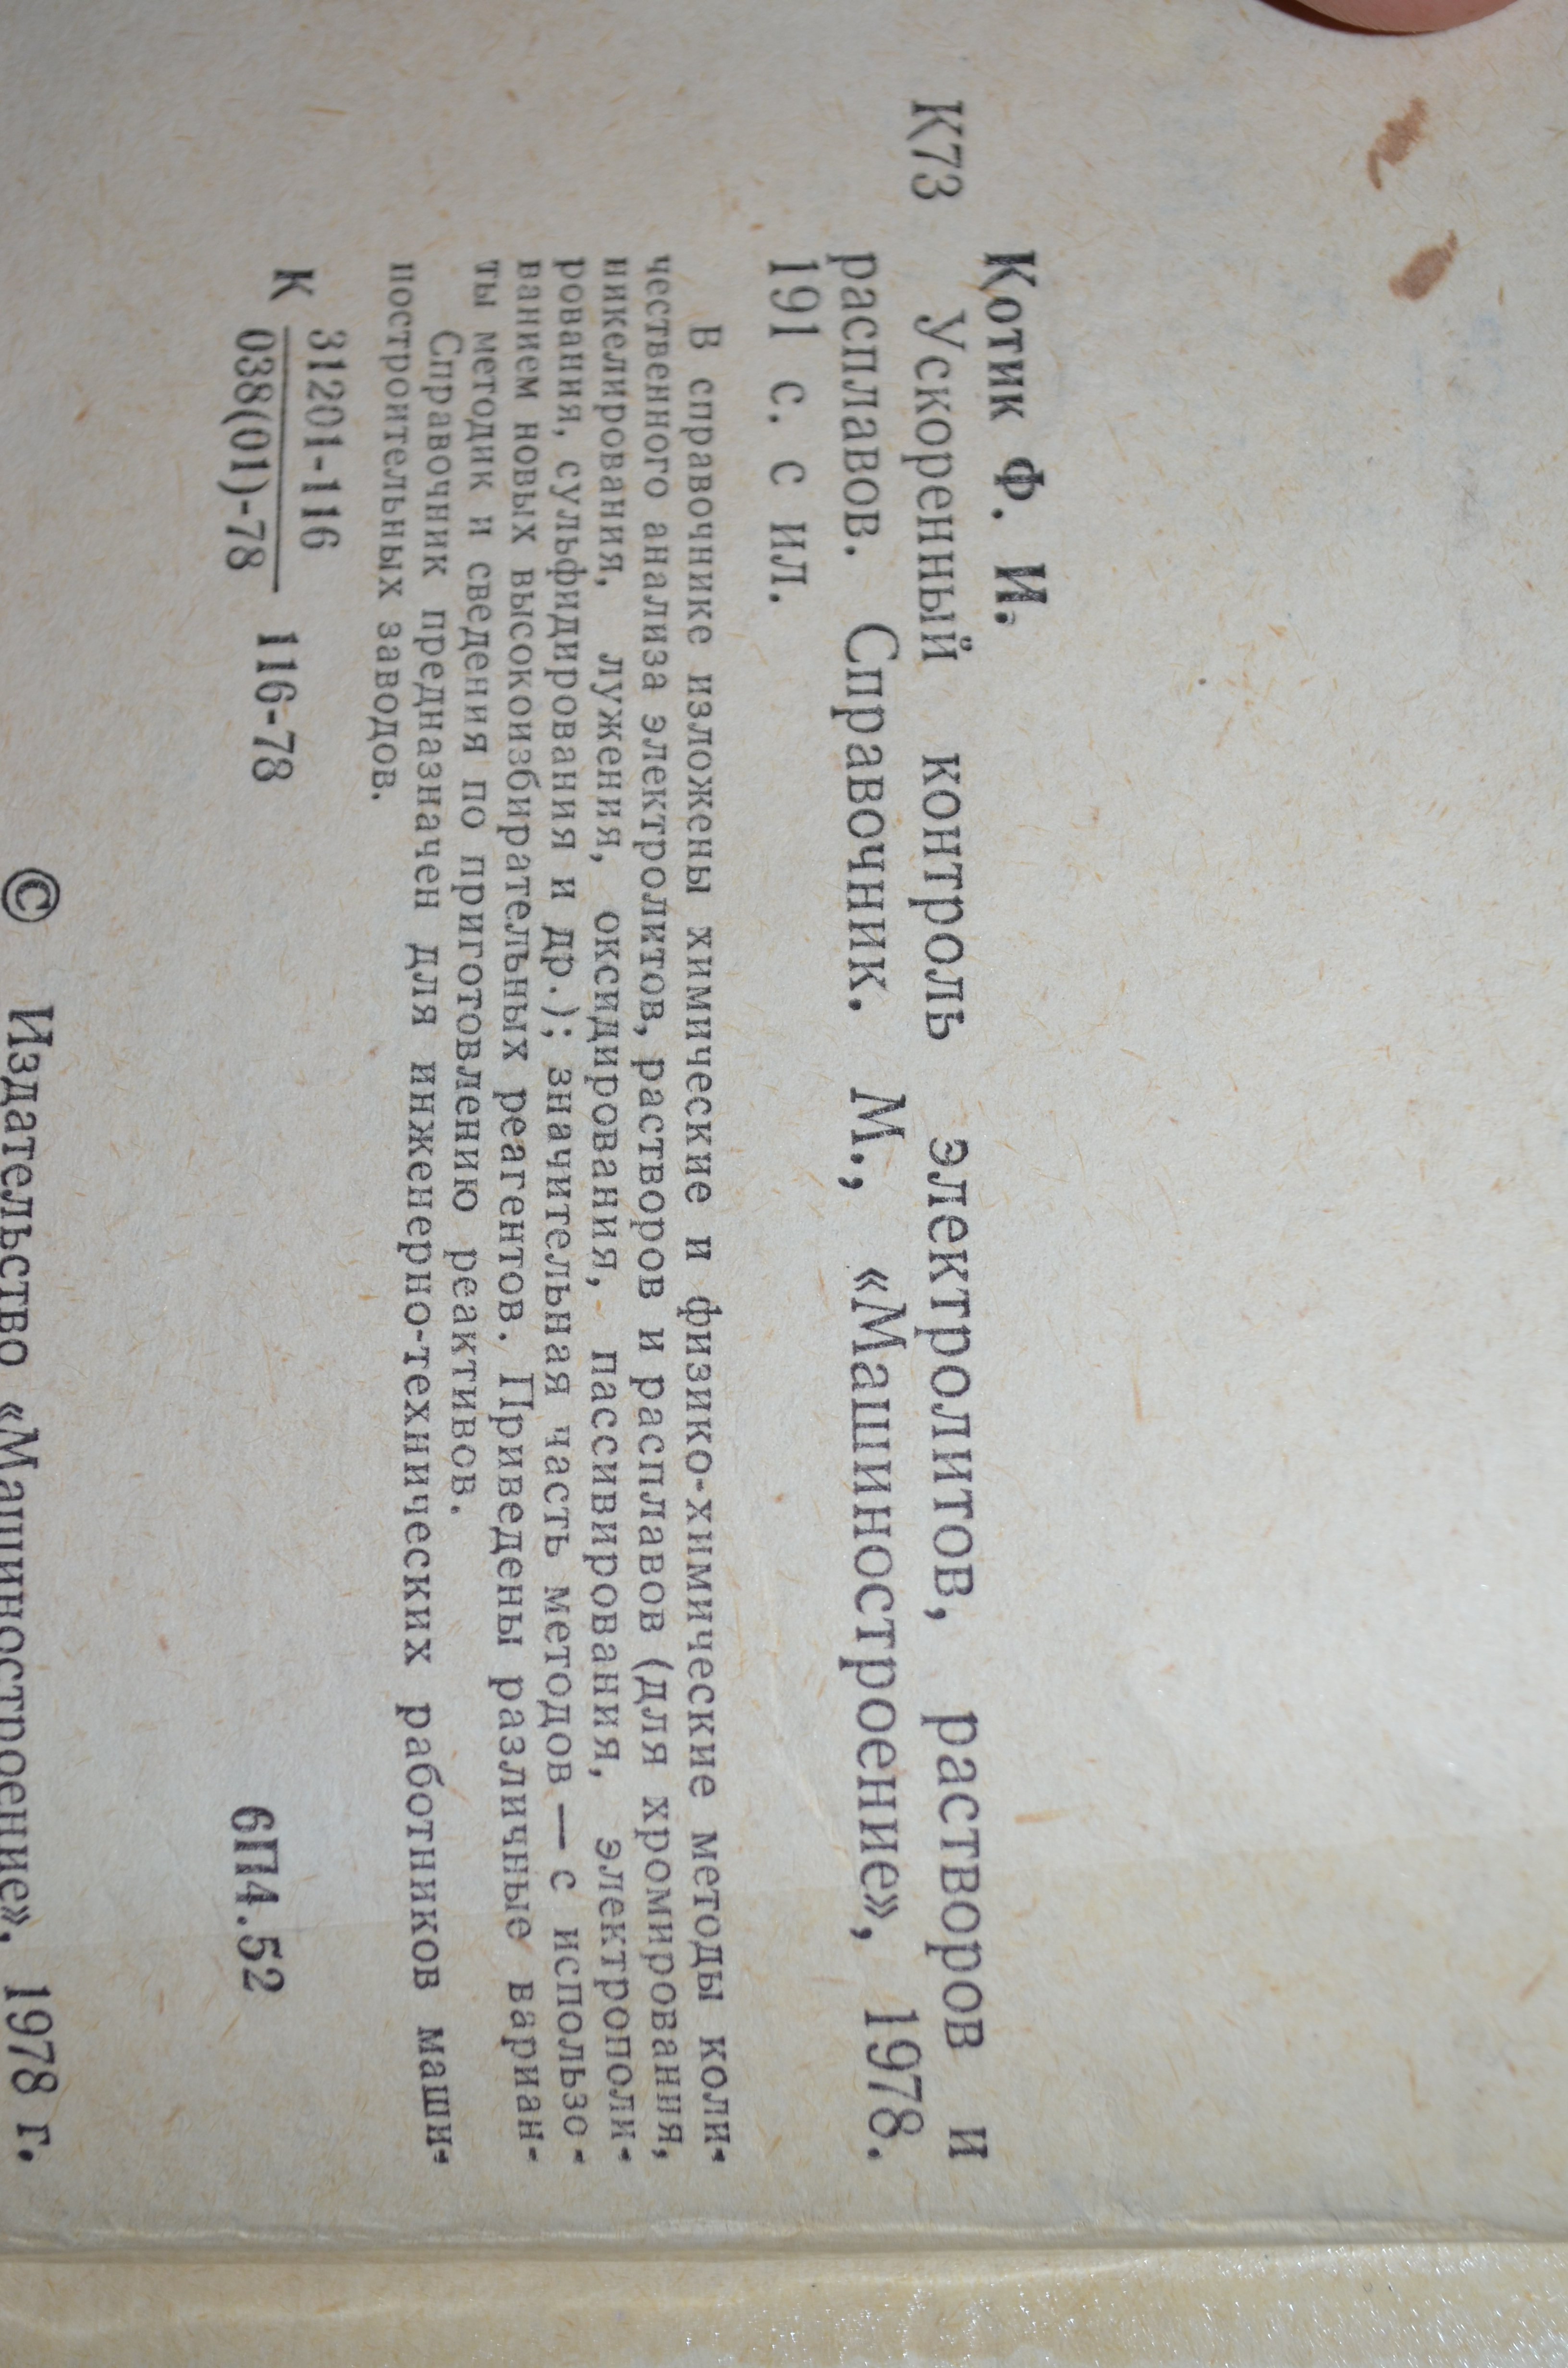 Котик Ф. И.
К73 Ускоренный контроль электролитов, растворов и
расплавов. Справочник. М., «Машиностроение», 1978.
191 с. с ил.
В справочнике изложены химические и физико-химические методы коли-
чественного анализа электролитов, растворов и расплавов (для хромирования,
никелирования, лужения, оксидирования, пассивирования, электрополи-
рования, сульфидирования и др.); значительная часть методов — с использо-
ванием новых высокоизбирательных реагентов. Приведены различные вариан-
ты методик и сведения по приготовлению реактивов.
Справочник предназначен для инженерно-технических работников маши-
ностроительных заводов.
31201-116
К 038(01)-78 116-78 6П4.52
© Издательство «Машиностроение», 1978 г.